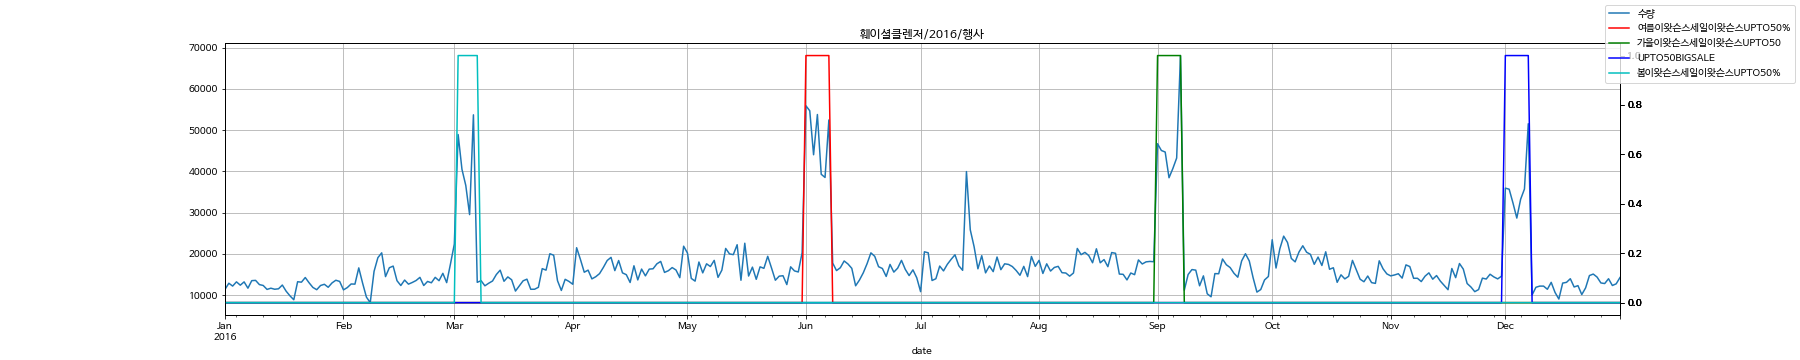 훼이셜클렌저/2016/행사
수량
여름이왓슨스세일이왓슨스UPTO50%
가을이왓슨스세일이왓슨스UPTO50
UPTO50BIGSALE
봄이왓슨스세일이왓슨스UPTO50%
70000
60000
50000
40000
30000
20000
10000
1.0
0.8
0.6
0.4
0.2
0.0
Jan Feb Mar Apr May Jun Jul Aug Sep Oct Nov Dec
2016
date